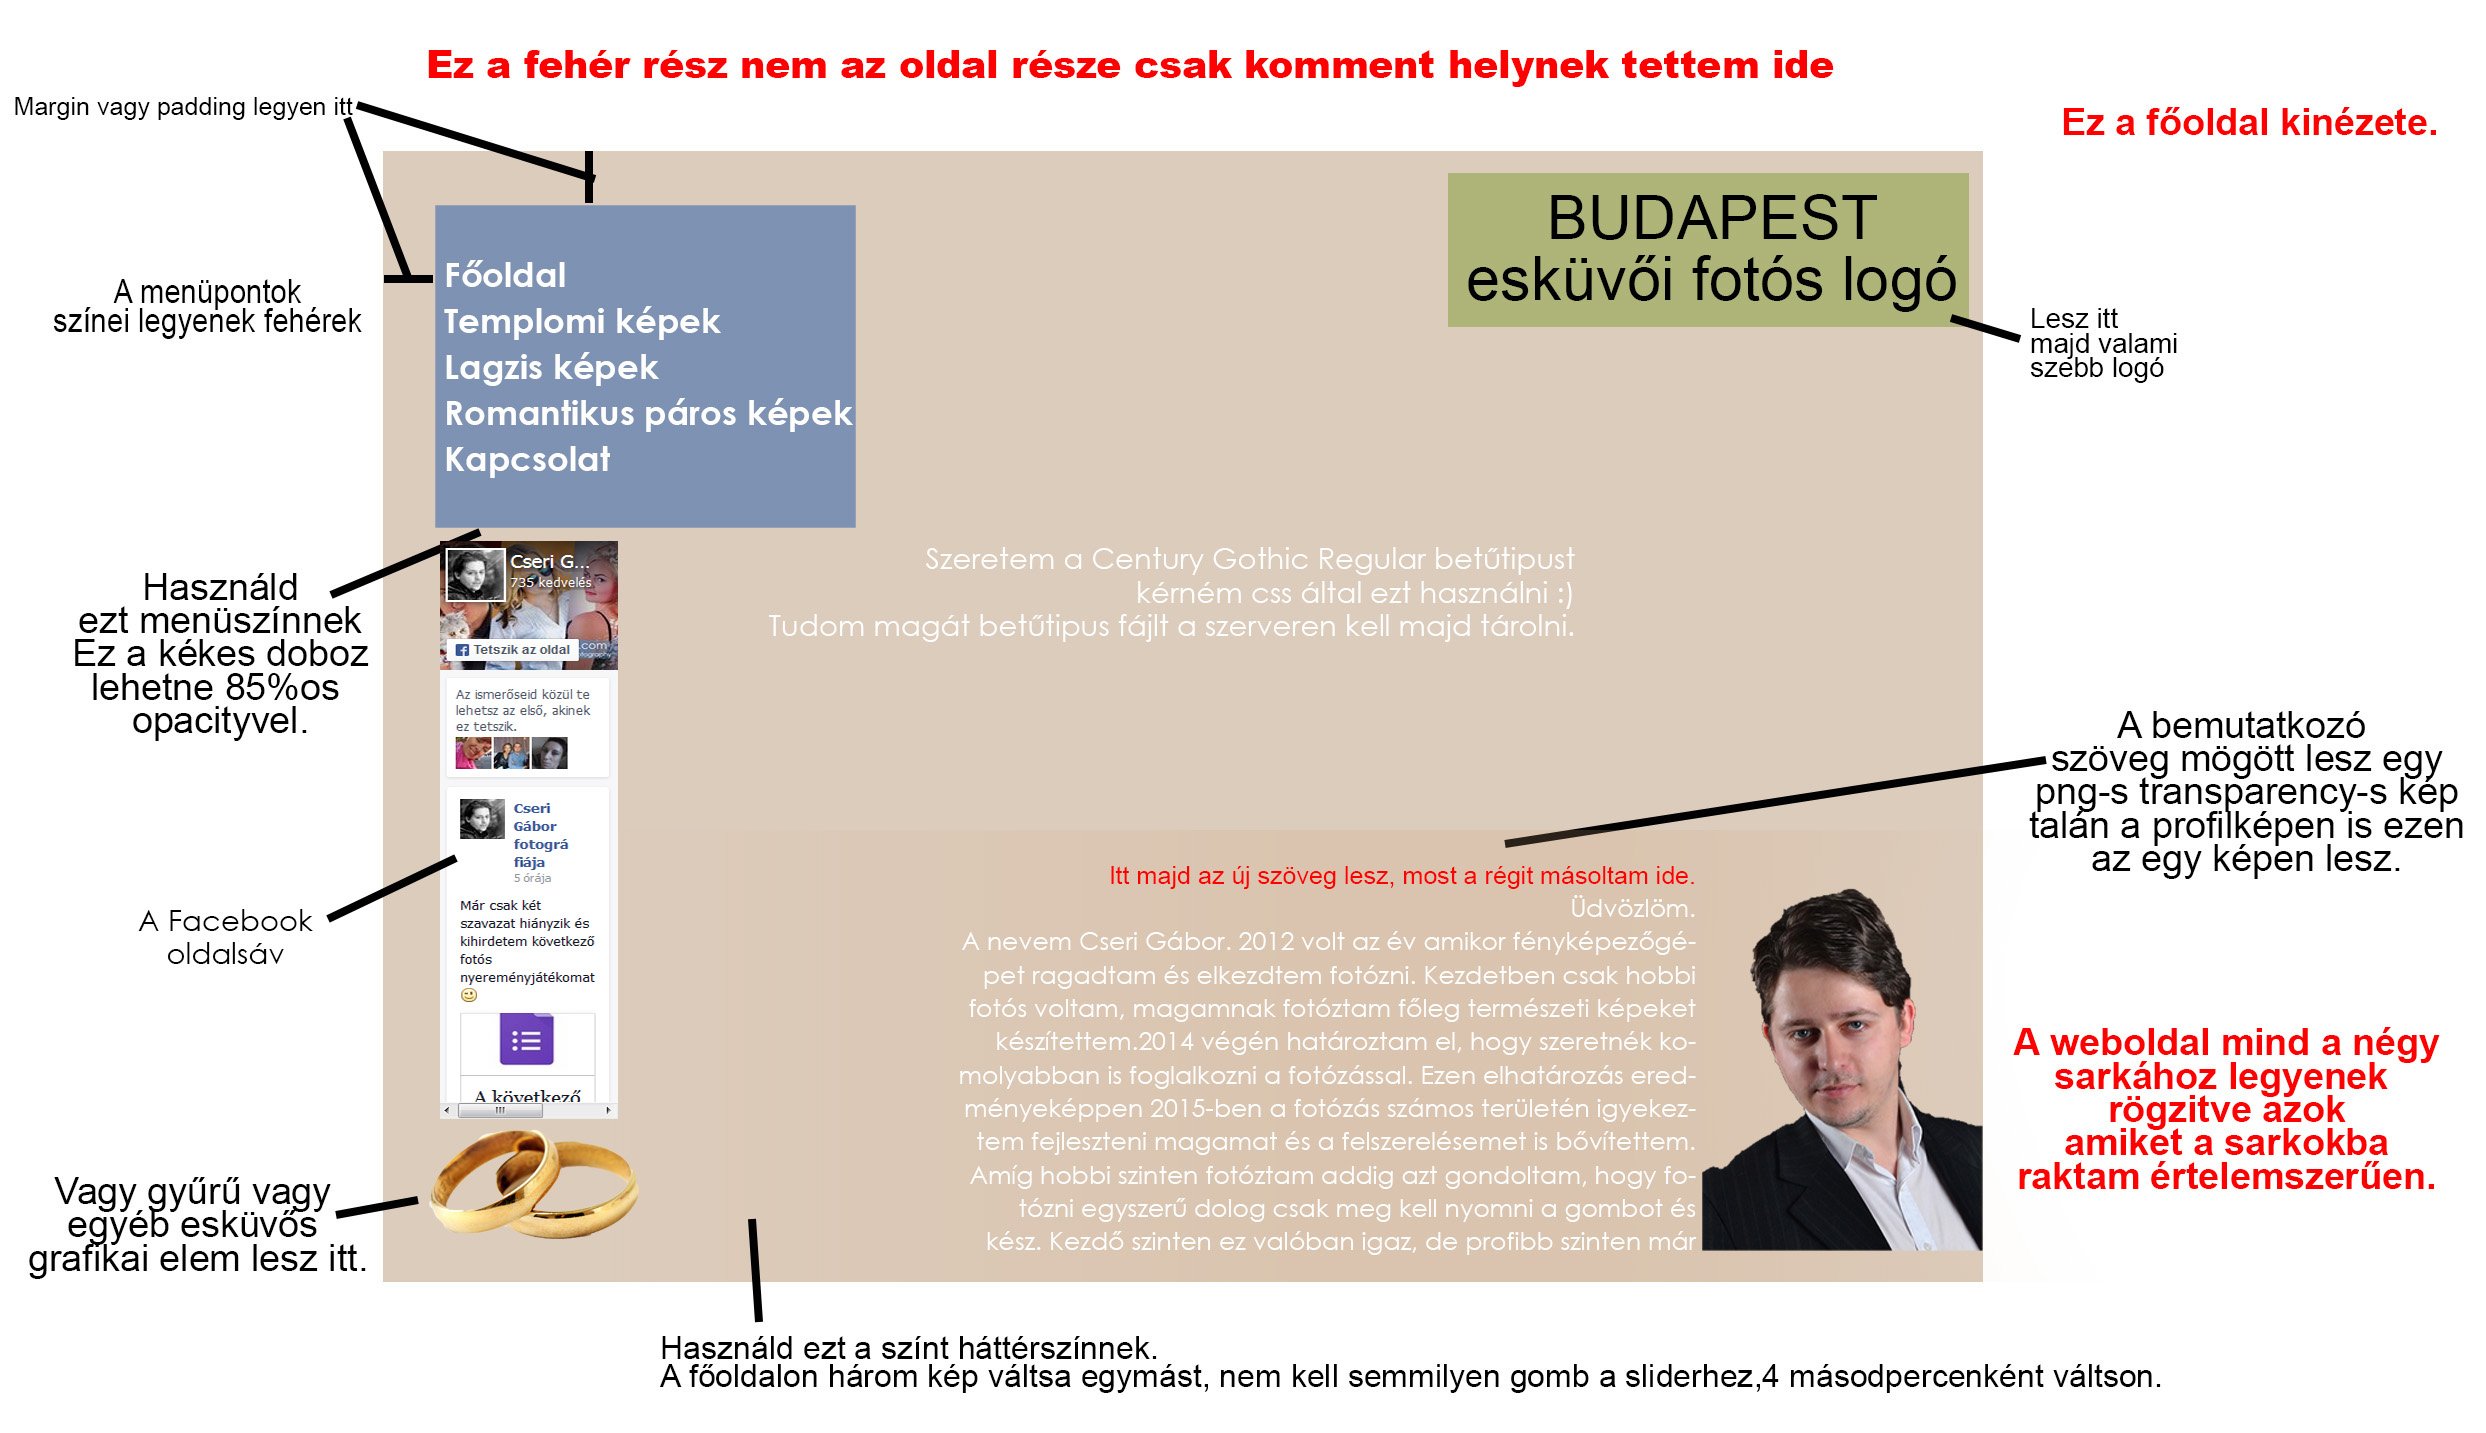 Ez a fehér rész nem az oldal része csak komment helynek tettem ide
Margin vagy padding legyen itt
Ez a főoldal kinézete.
BUDAPEST
esküvői fotós logó
Főoldal
Templomi képek
Lagzis képek
Romantikus páros képek
Kapcsolat
A menüpontok
színei legyenek fehérek
Lesz itt
majd valami
szebb logó
Használd
ezt menüszínnek
Ez a kékes doboz
lehetne 85%os
opacityvel.
Cseri G...
735 kedvelés
.com
Tetszik az oldal
Az ismerőseid közül te
lehetsz az első, akinek
ez tetszik.
Cseri
Gábor
fotográ
fiája
5 órája
Már csak két
szavazat hiányzik és
kihirdetem következő
fotós
nyereményjátékomat
A következő
Szeretem a Century Gothic Regular betűtipust
kérném css által ezt használni :)
Tudom magát betűtipus fájlt a szerveren kell majd tárolni.
A bemutatkozó
szöveg mögött lesz egy
png-s transparency-s kép
talán a profilképen is ezen
az egy képen lesz.
Itt majd az új szöveg lesz, most a régit másoltam ide.
Üdvözlöm.
A nevem Cseri Gábor. 2012 volt az év amikor fényképezőgé-
pet ragadtam és elkezdtem fotózni. Kezdetben csak hobbi
fotós voltam, magamnak fotóztam főleg természeti képeket
készítettem.2014 végén határoztam el, hogy szeretnék ko-
molyabban is foglalkozni a fotózással. Ezen elhatározás ered-
ményeképpen 2015-ben a fotózás számos területén igyekez-
tem fejleszteni magamat és a felszerelésemet is bővítettem.
Amíg hobbi szinten fotóztam addig azt gondoltam, hogy fo-
tózni egyszerű dolog csak meg kell nyomni a gombot és
kész. Kezdő szinten ez valóban igaz, de profibb szinten már
A Facebook
oldalsáv
A weboldal mind a négy
sarkához legyenek
rögzitve azok
amiket a sarkokba
raktam értelemszerűen.
Vagy gyűrű vagy
egyéb esküvős
grafikai elem lesz itt.
Használd ezt a színt háttérszínnek.
A főoldalon három kép váltsa egymást, nem kell semmilyen gomb a sliderhez,4 másodpercenként váltson.